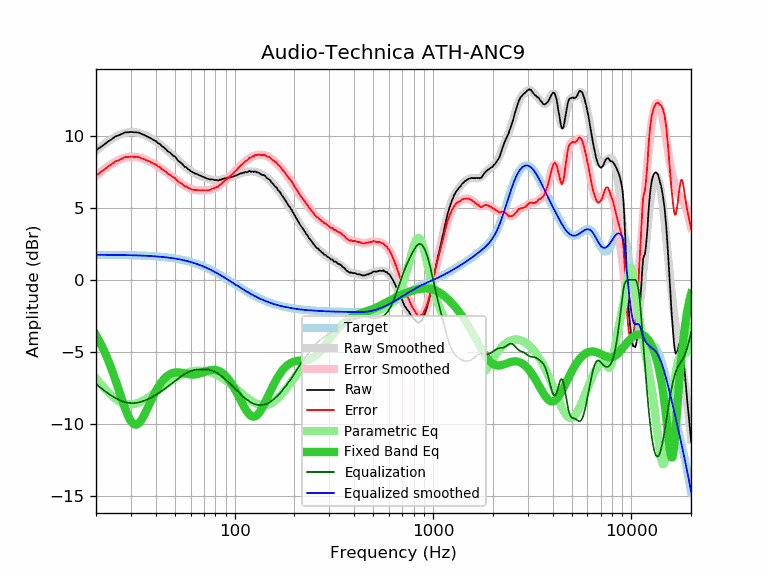 Audio-Technica ATH-ANC9
Amplitude (dBr)
10
5
0
−5
−10
−15
Target
Raw Smoothed
Error Smoothed
Raw
Error
Parametric Eq
Fixed Band Eq
Equalization
Equalized smoothed
100
1000
10000
Frequency (Hz)